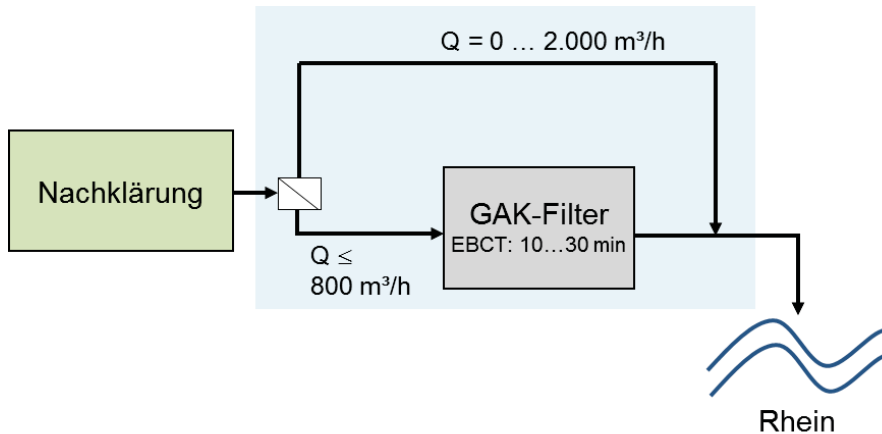 Q = 0 … 2.000 m³/h
Nachklärung
GAK-Filter
EBCT: 10…30 min
Q ≤
800 m³/h
Rhein